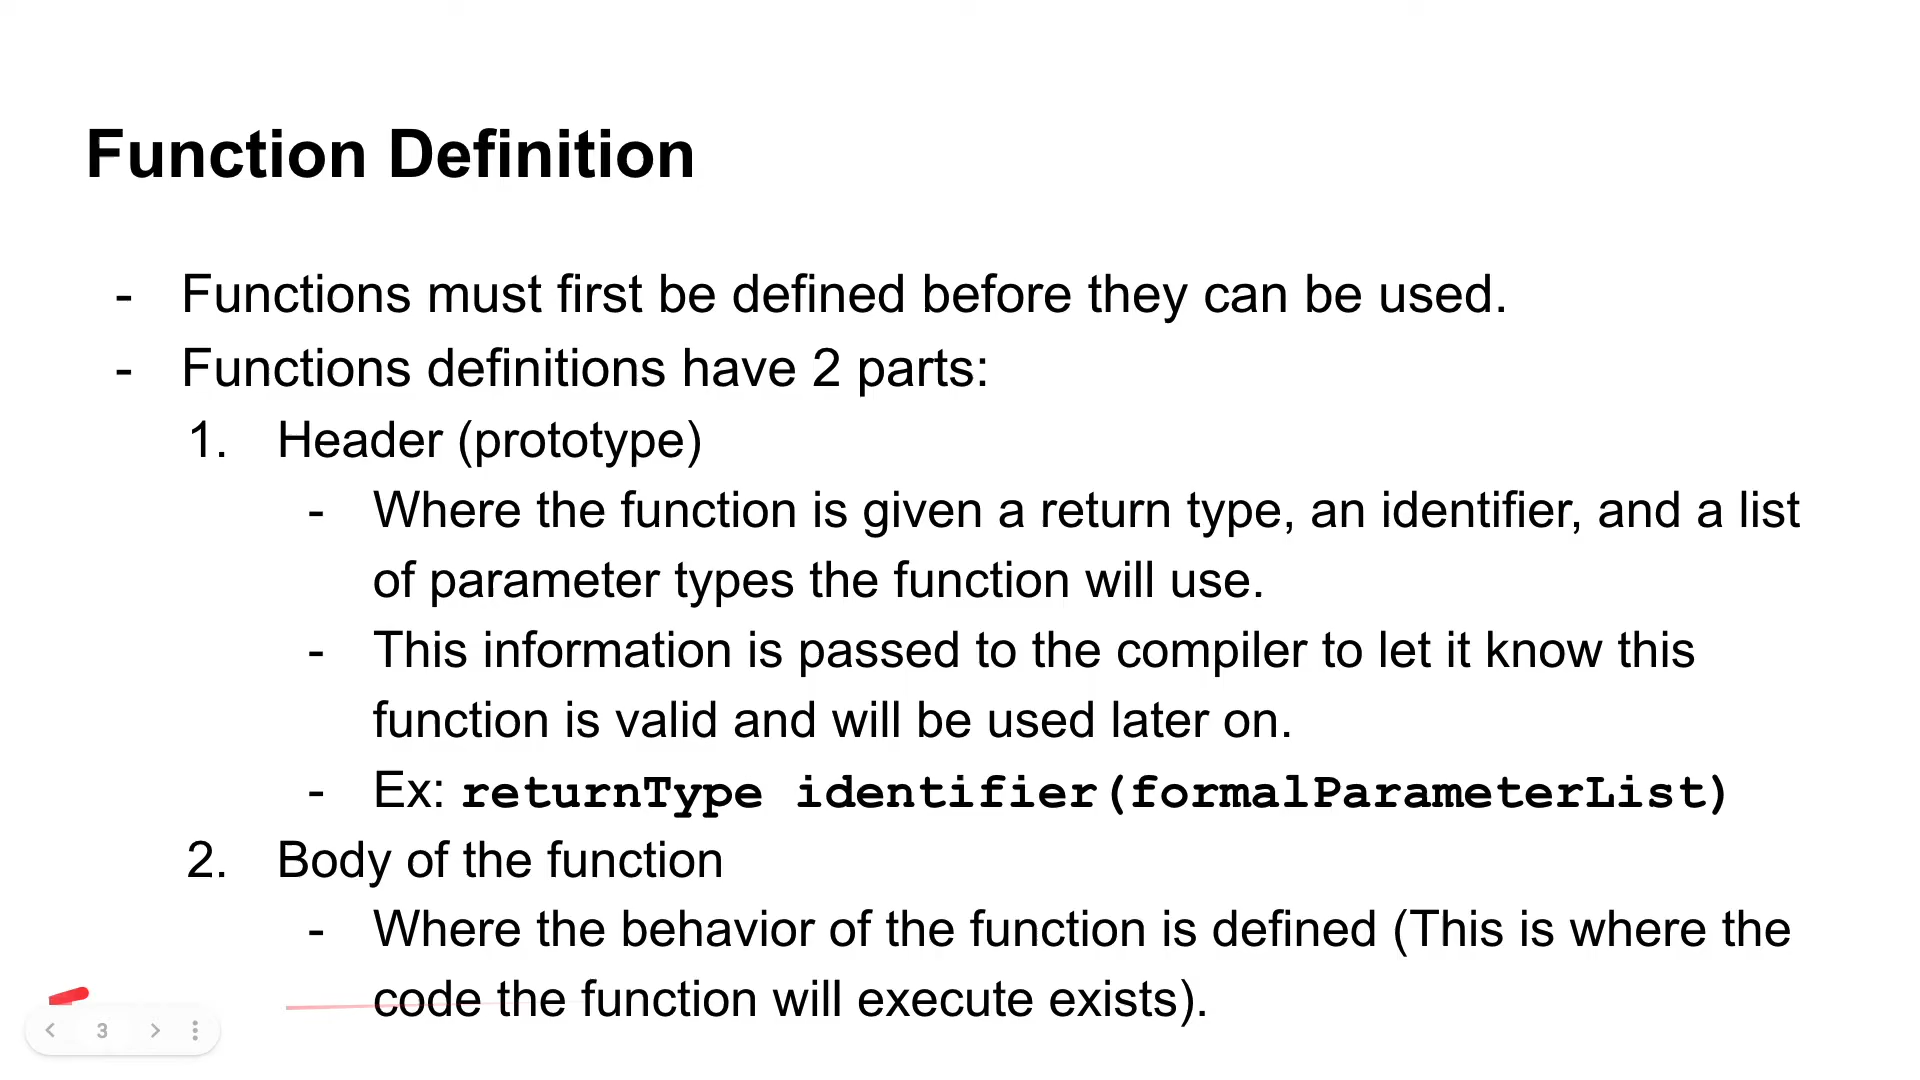 Function Definition
- Functions must first be defined before they can be used.
- Functions definitions have 2 parts:
1. Header (prototype)
- Where the function is given a return type, an identifier, and a list
of parameter types the function will use.
- This information is passed to the compiler to let it know this
function is valid and will be used later on.
- Ex: returnType identifier(formalParameterList)
2. Body of the function
- Where the behavior of the function is defined (This is where the
code the function will execute exists).
3